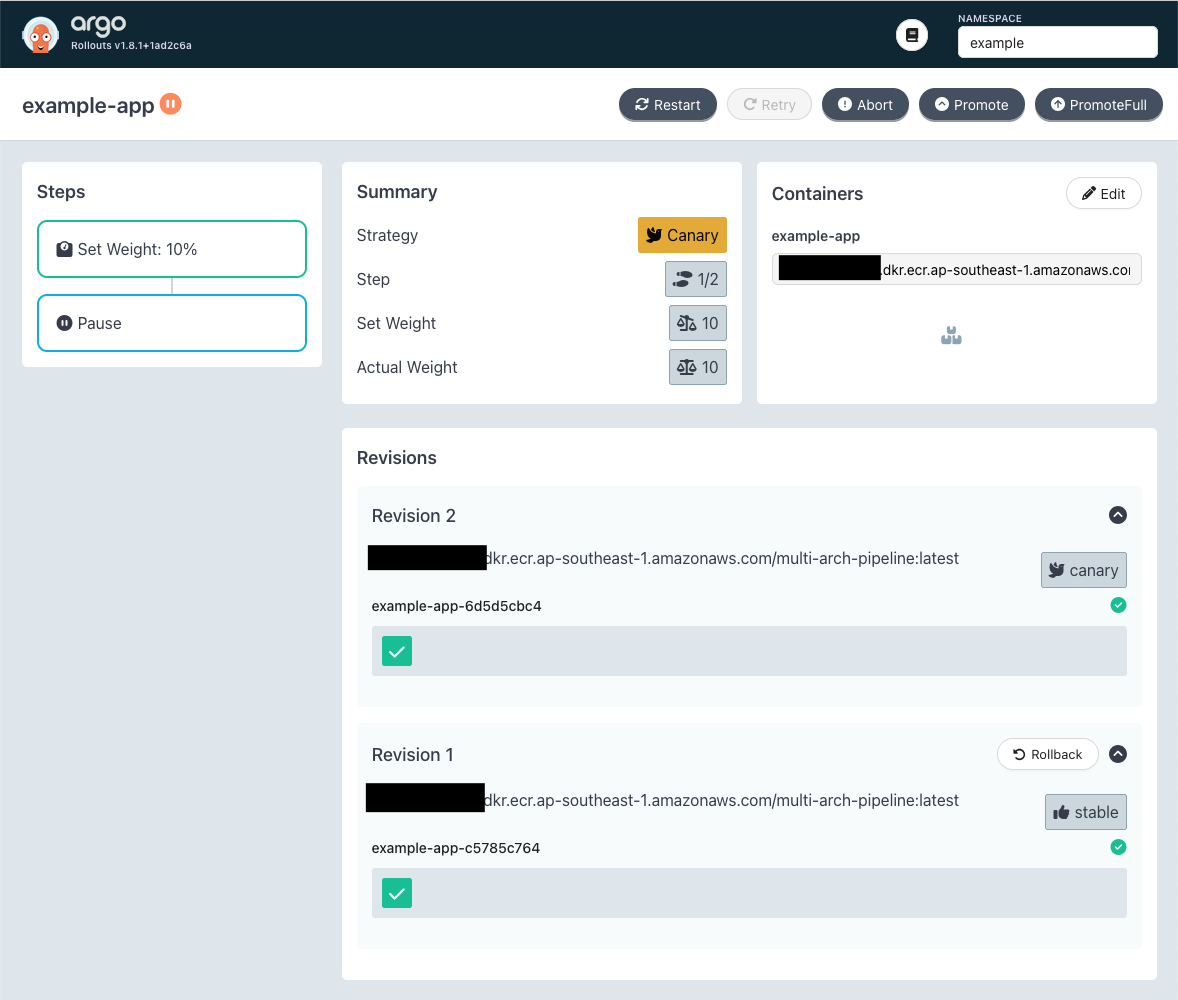 argo
Rollouts v1.8.1+1ad2c6a
NAMESPACE
example
example-app
Restart
Retry
Abort
Promote
PromoteFull
Steps
Set Weight: 10%
Pause
Summary
Strategy
Canary
Step
1/2
Set Weight
10
Actual Weight
10
Containers
Edit
example-app
.dkr.ecr.ap-southeast-1.amazonaws.co
Revisions
Revision 2
dkr.ecr.ap-southeast-1.amazonaws.com/multi-arch-pipeline:latest
canary
example-app-6d5d5cbc4
Revision 1
Rollback
dkr.ecr.ap-southeast-1.amazonaws.com/multi-arch-pipeline:latest
stable
example-app-c5785c764